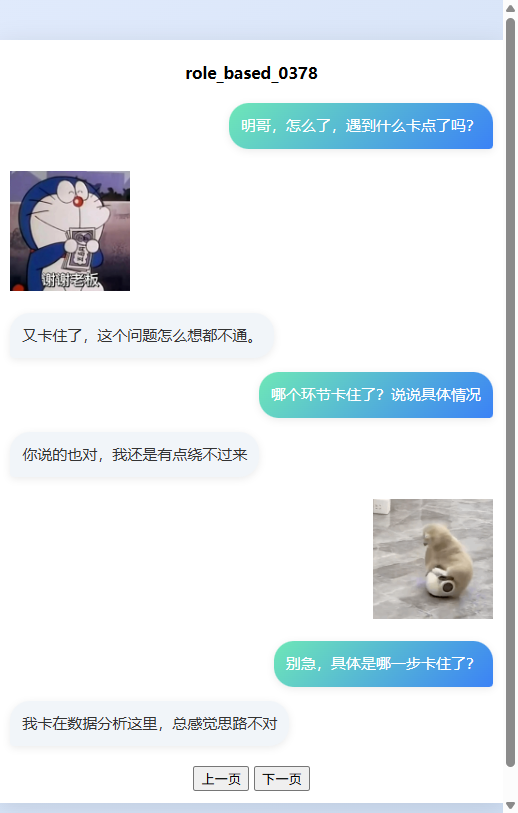 role_based_0378
明哥，怎么了，遇到什么卡点了吗？
谢谢老板
又卡住了，这个问题怎么想都不通。
哪个环节卡住了？说说具体情况
你说的也对，我还是有点绕不过来
别急，具体是哪一步卡住了？
我卡在数据分析这里，总感觉思路不对
上一页 下一页